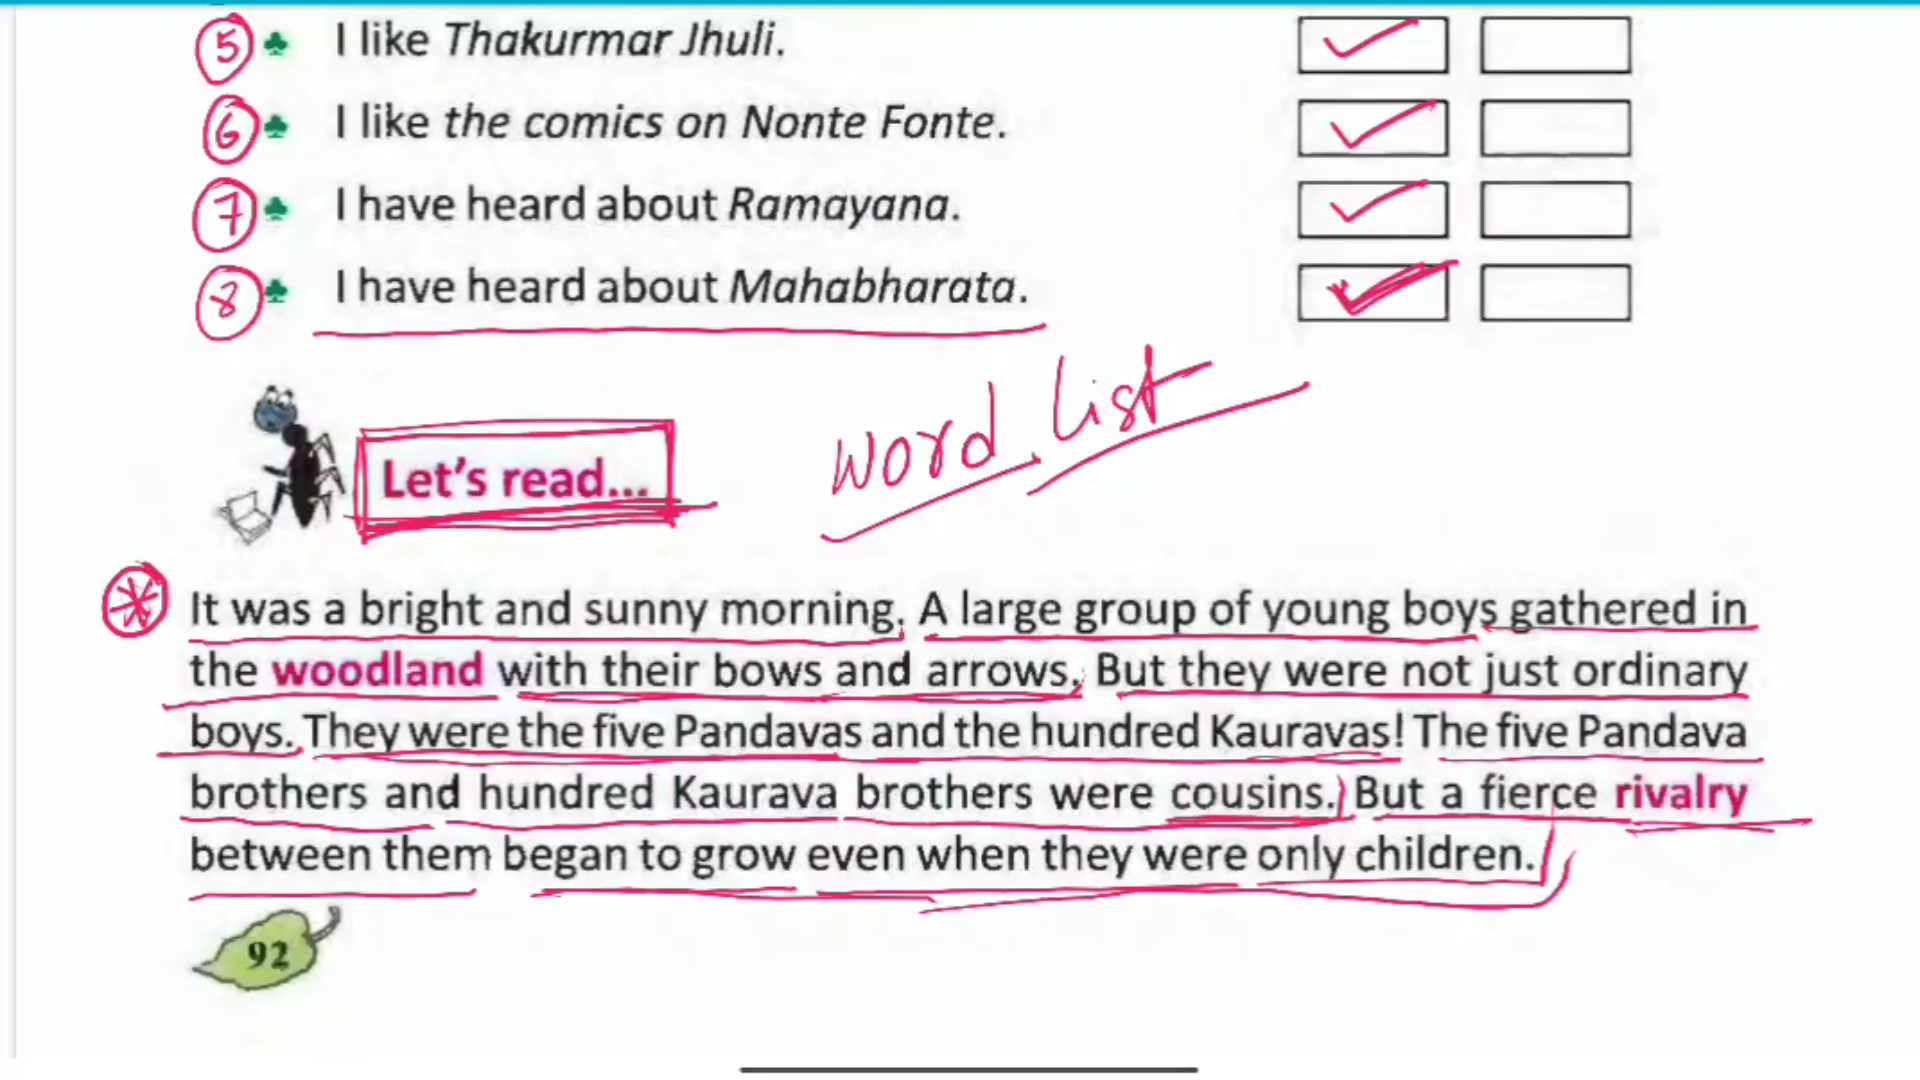 5 ♣ I like Thakurmar Jhuli.
6 ♣ I like the comics on Nonte Fonte.
7 ♣ I have heard about Ramayana.
8 ♣ I have heard about Mahabharata.
word list
Let's read...
It was a bright and sunny morning. A large group of young boys gathered in
the woodland with their bows and arrows. But they were not just ordinary
boys. They were the five Pandavas and the hundred Kauravas! The five Pandava
brothers and hundred Kaurava brothers were cousins. But a fierce rivalry
between them began to grow even when they were only children.
92